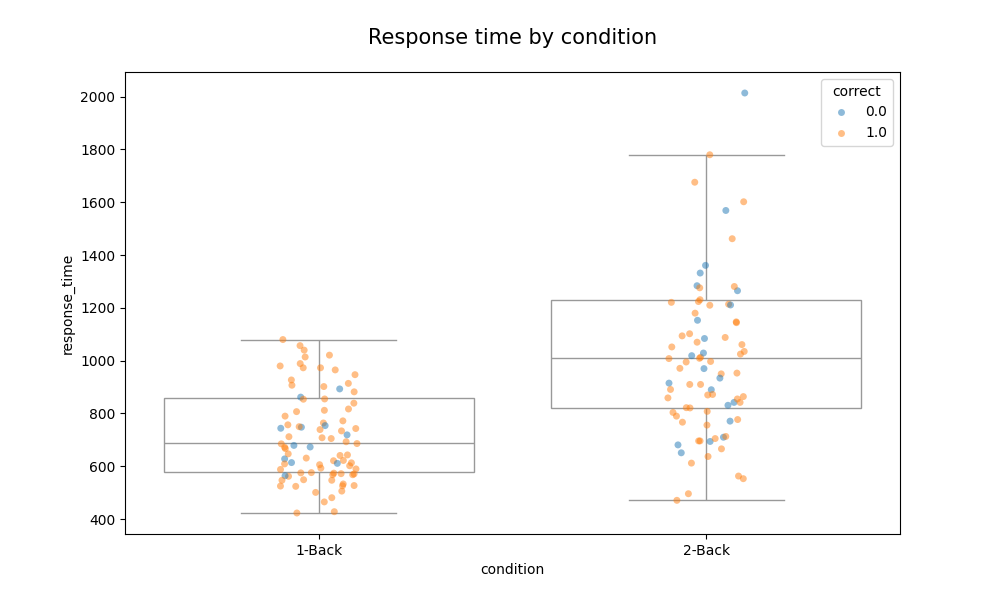 Response time by condition
correct
0.0
1.0
2000
1800
1600
1400
1200
1000
800
600
400
response_time
1-Back
2-Back
condition